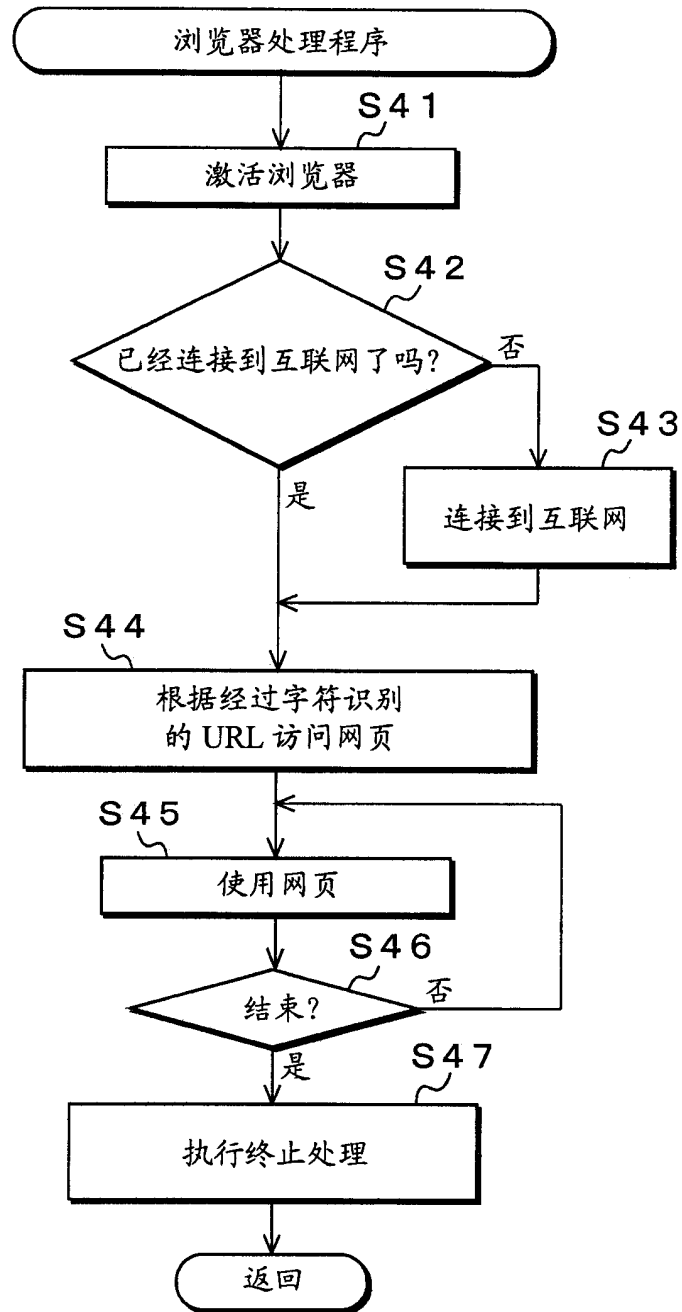 浏览器处理程序
S41
激活浏览器
S42
已经连接到互联网了吗?
否
S43
连接到互联网
是
S44
根据经过字符识别
的 URL 访问网页
S45
使用网页
S46
结束?
否
是
S47
执行终止处理
返回